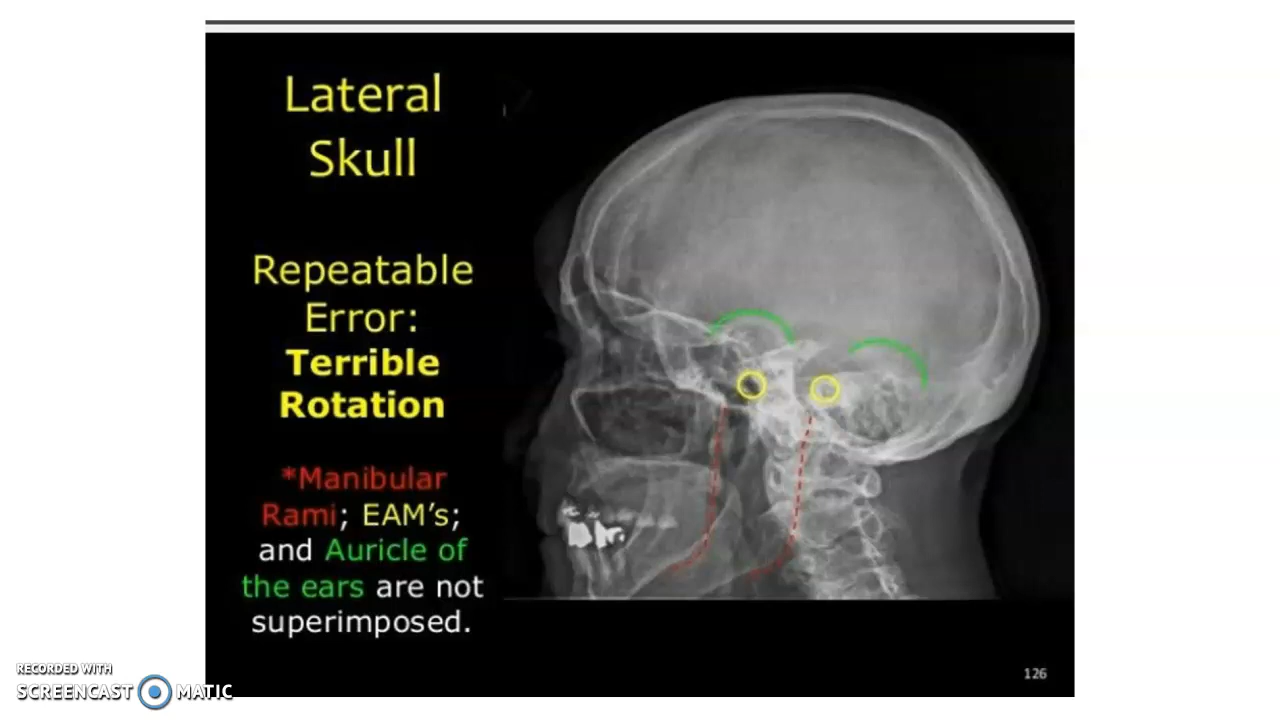 Lateral
Skull
Repeatable
Error:
Terrible
Rotation
*Manibular
Rami; EAM's;
and Auricle of
the ears are not
superimposed.
126
RECORDED WITH
SCREENCAST MATIC